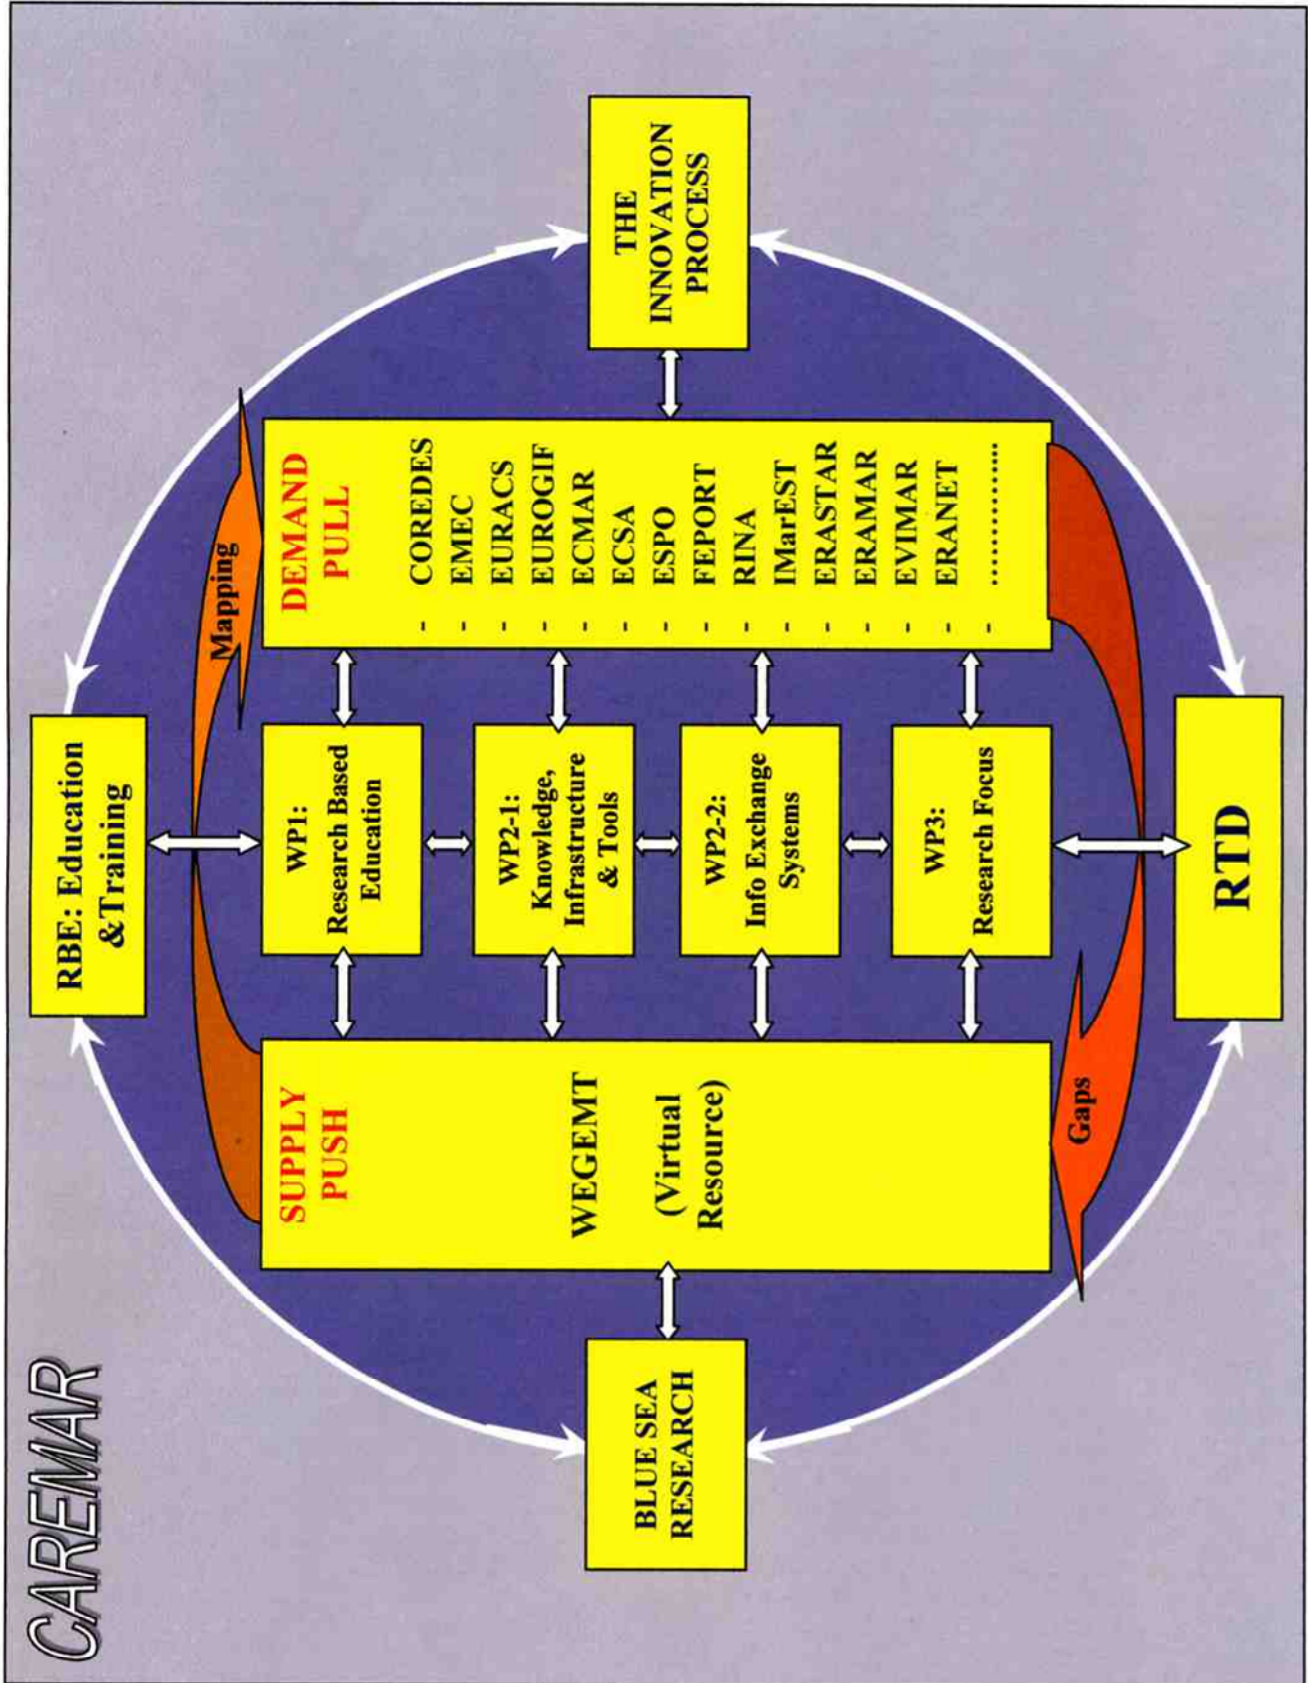 CAREMAR
RBE: Education
&Training
Mapping
SUPPLY
PUSH
WEGEMT
(Virtual
Resource)
WP1:
Research Based
Education
WP2-1:
Knowledge,
Infrastructure
& Tools
WP2-2:
Info Exchange
Systems
WP3:
Research Focus
DEMAND
PULL
- COREDES
- EMEC
- EURACS
- EUROGIF
- ECMAR
- ECSA
- ESPO
- FEPORT
- RINA
- IMarEST
- ERASTAR
- ERAMAR
- EVIMAR
- ERANET
- ................
BLUE SEA
RESEARCH
THE
INNOVATION
PROCESS
Gaps
RTD